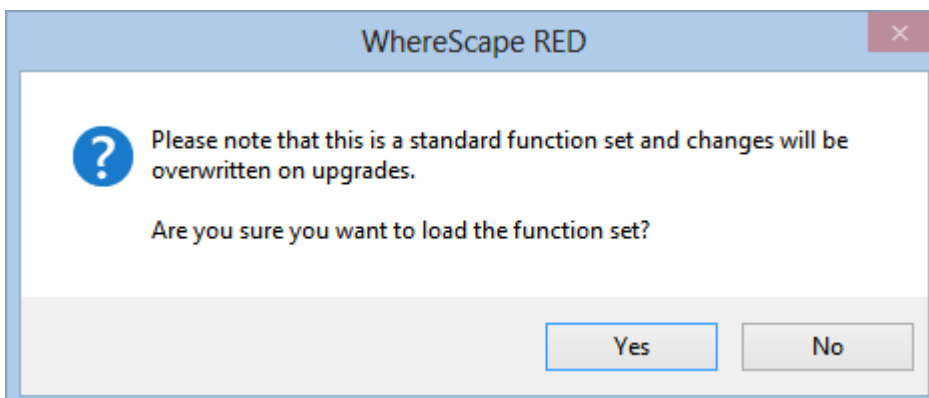 WhereScape RED
Please note that this is a standard function set and changes will be
overwritten on upgrades.
Are you sure you want to load the function set?
Yes No